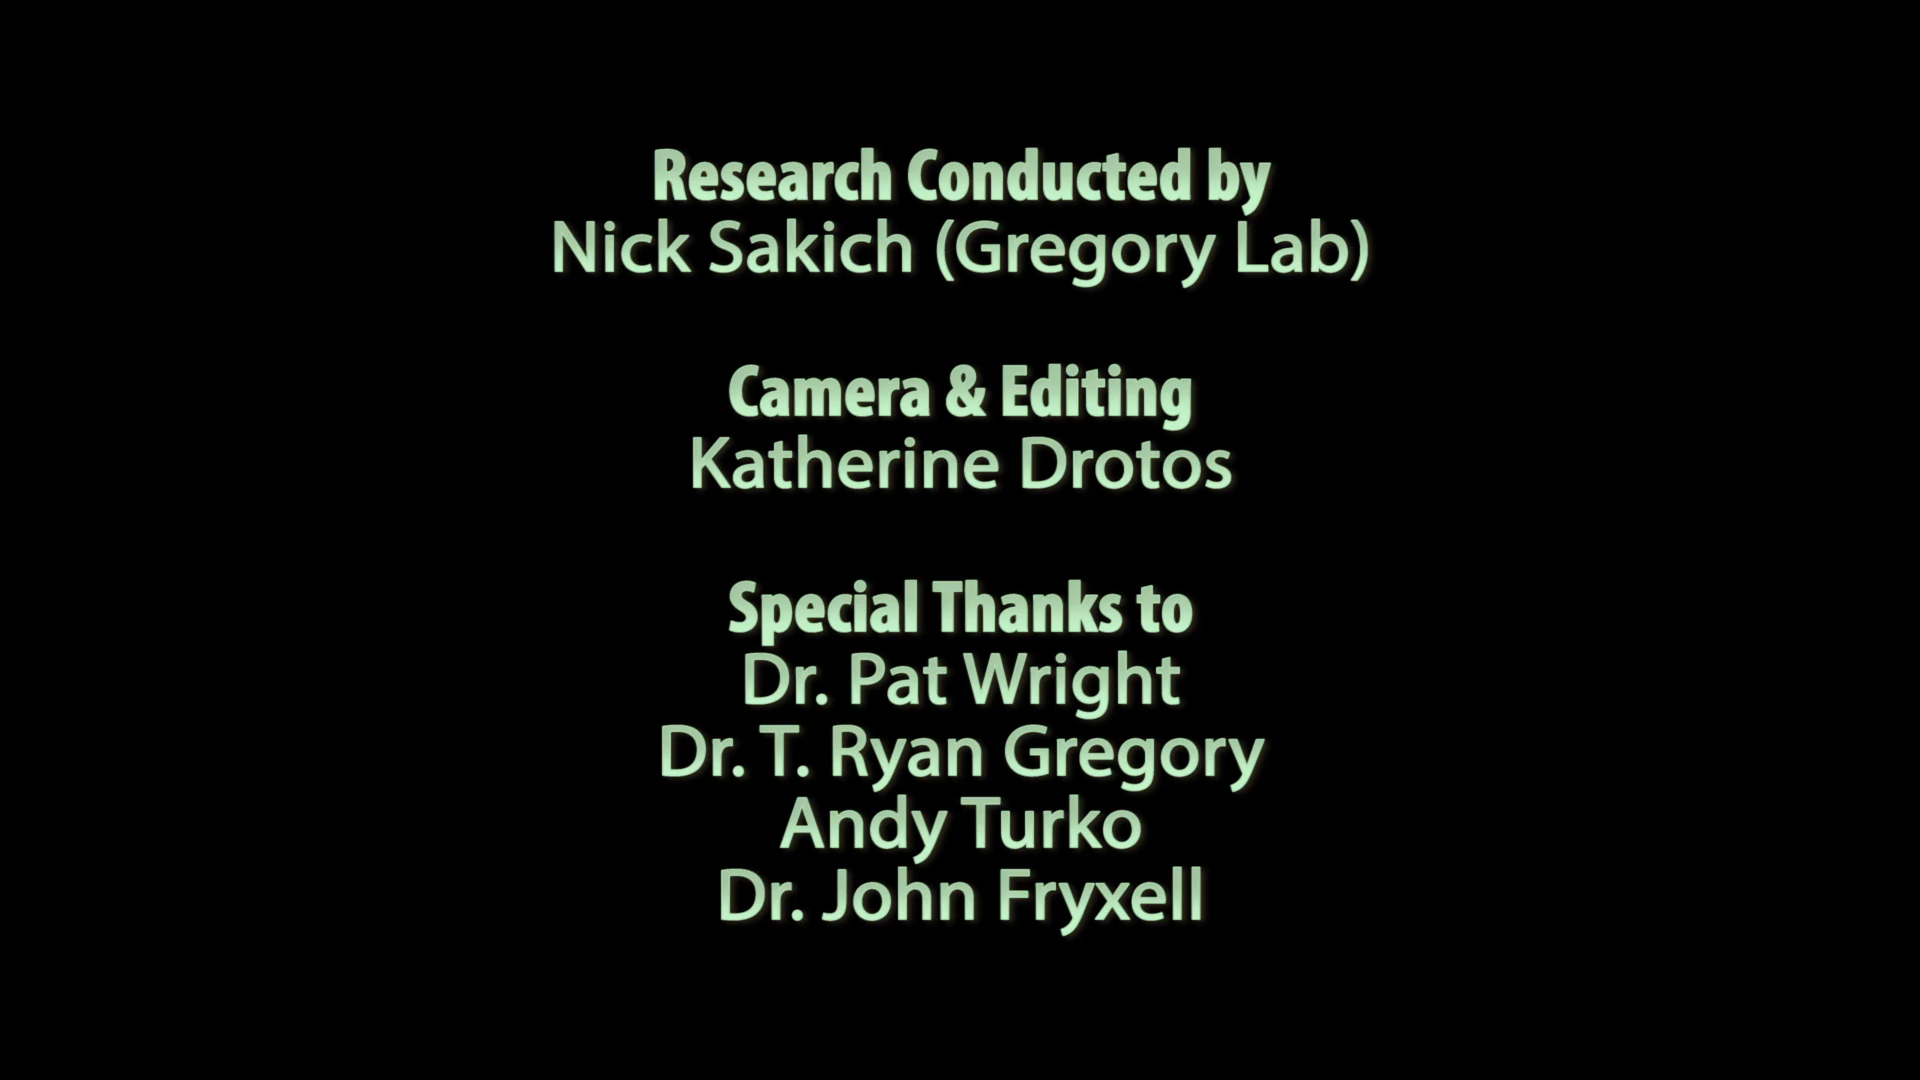 Research Conducted by
Nick Sakich (Gregory Lab)
Camera & Editing
Katherine Drotos
Special Thanks to
Dr. Pat Wright
Dr. T. Ryan Gregory
Andy Turko
Dr. John Fryxell